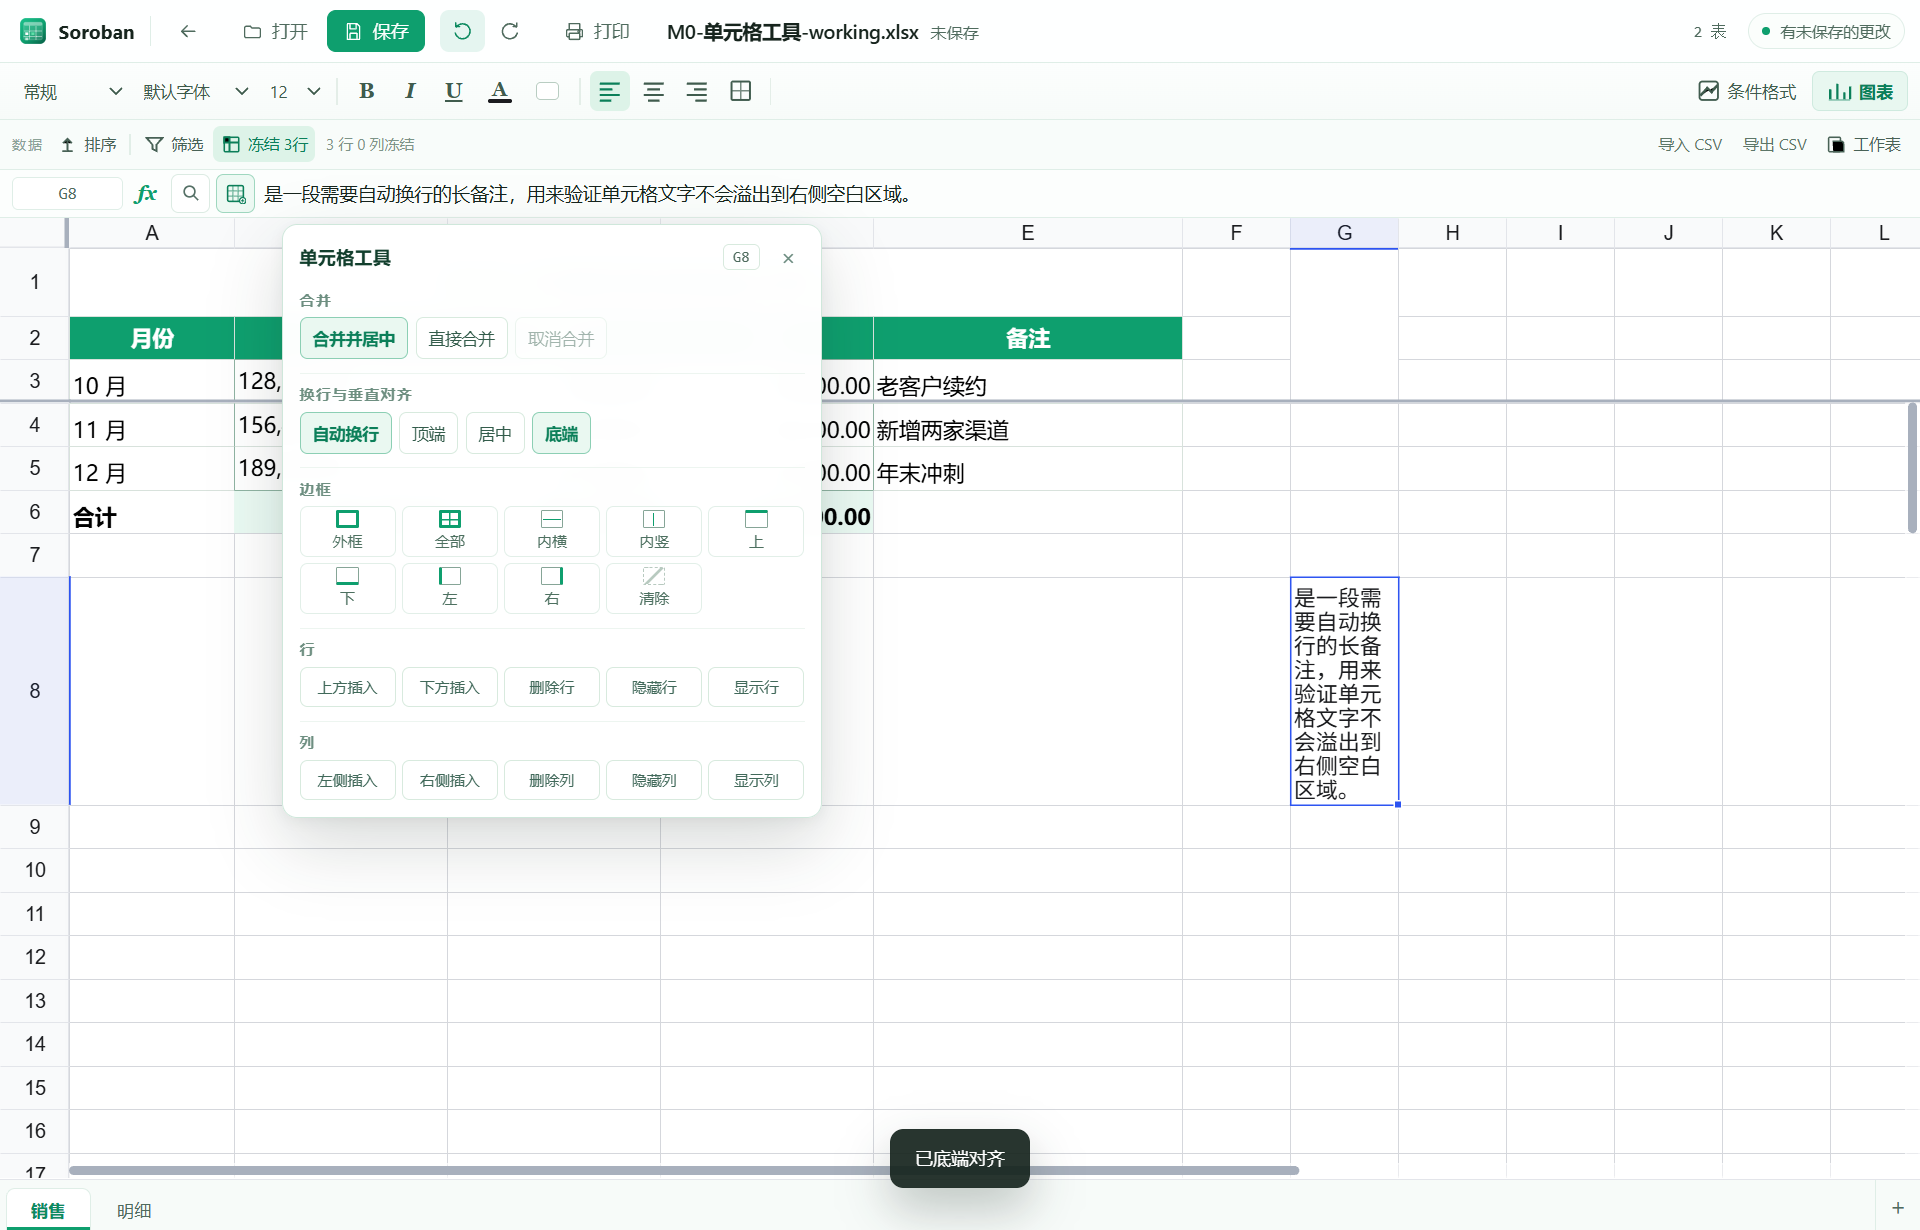 Soroban
打开
保存
打印
M0-单元格工具-working.xlsx 未保存
2 表
有未保存的更改
常规
默认字体
12
B I U A
条件格式
图表
数据
排序
筛选
冻结 3行
3 行 0 列冻结
导入 CSV
导出 CSV
工作表
G8
fx
是一段需要自动换行的长备注，用来验证单元格文字不会溢出到右侧空白区域。
A E F G H I J K L
单元格工具 G8 ×
合并
合并并居中 直接合并 取消合并
换行与垂直对齐
自动换行 顶端 居中 底端
边框
外框 全部 内横 内竖 上
下 左 右 清除
行
上方插入 下方插入 删除行 隐藏行 显示行
列
左侧插入 右侧插入 删除列 隐藏列 显示列
1
2 月份 备注
3 10 月 128, 00.00 老客户续约
4 11 月 156, 00.00 新增两家渠道
5 12 月 189, 00.00 年末冲刺
6 合计 00.00
7
8
是一段需
要自动换
行的长备
注，用来
验证单元
格文字不
会溢出到
右侧空白
区域。
9
10
11
12
13
14
15
16
17
已底端对齐
销售 明细 +